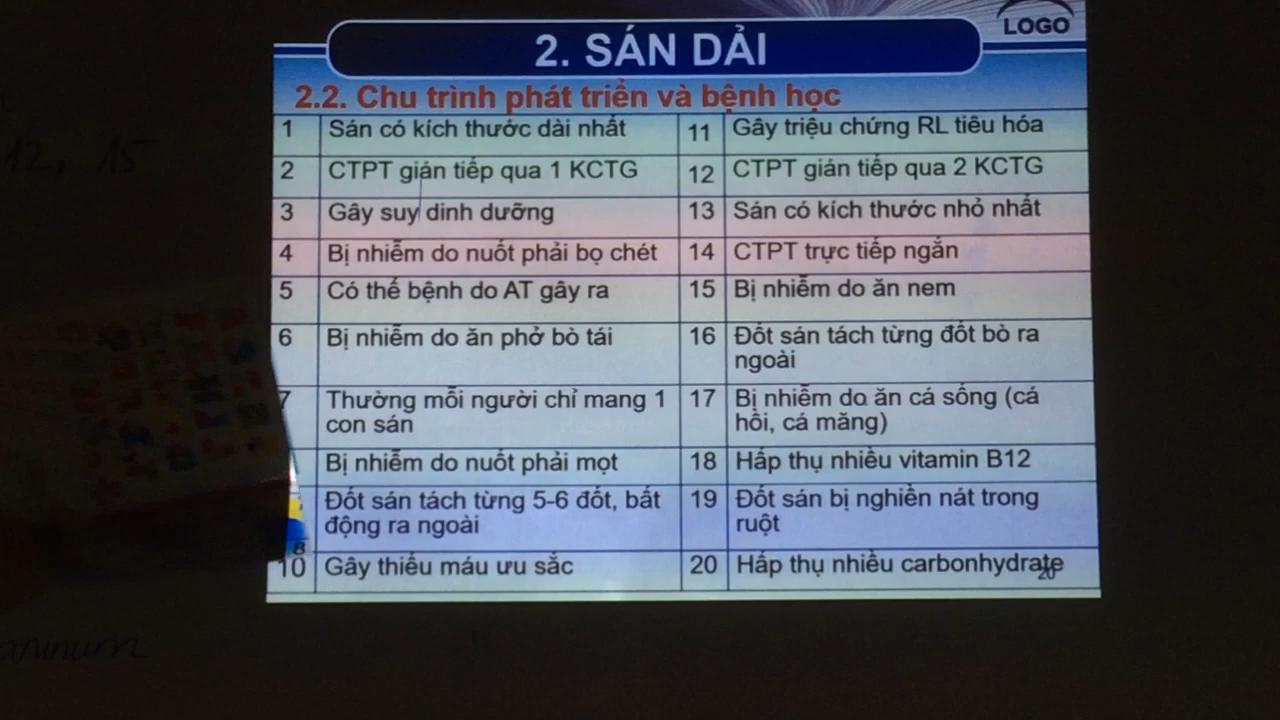 LOGO
2. SÁN DẢI
2.2. Chu trình phát triển và bệnh học
1 Sán có kích thước dài nhất
11 Gây triệu chứng RL tiêu hóa
2 CTPT gián tiếp qua 1 KCTG
12 CTPT gián tiếp qua 2 KCTG
3 Gây suy dinh dưỡng
13 Sán có kích thước nhỏ nhất
4 Bị nhiễm do nuốt phải bọ chét
14 CTPT trực tiếp ngắn
5 Có thể bệnh do AT gây ra
15 Bị nhiễm do ăn nem
6 Bị nhiễm do ăn phở bò tái
16 Đốt sán tách từng đốt bò ra
ngoài
7 Thường mỗi người chỉ mang 1
con sán
17 Bị nhiễm do ăn cá sống (cá
hồi, cá măng)
Bị nhiễm do nuốt phải mọt
18 Hấp thụ nhiều vitamin B12
Đốt sán tách từng 5-6 đốt, bất
động ra ngoài
19 Đốt sán bị nghiền nát trong
ruột
8
10 Gây thiếu máu ưu sắc
20 Hấp thụ nhiều carbonhydrate
20
12, 15